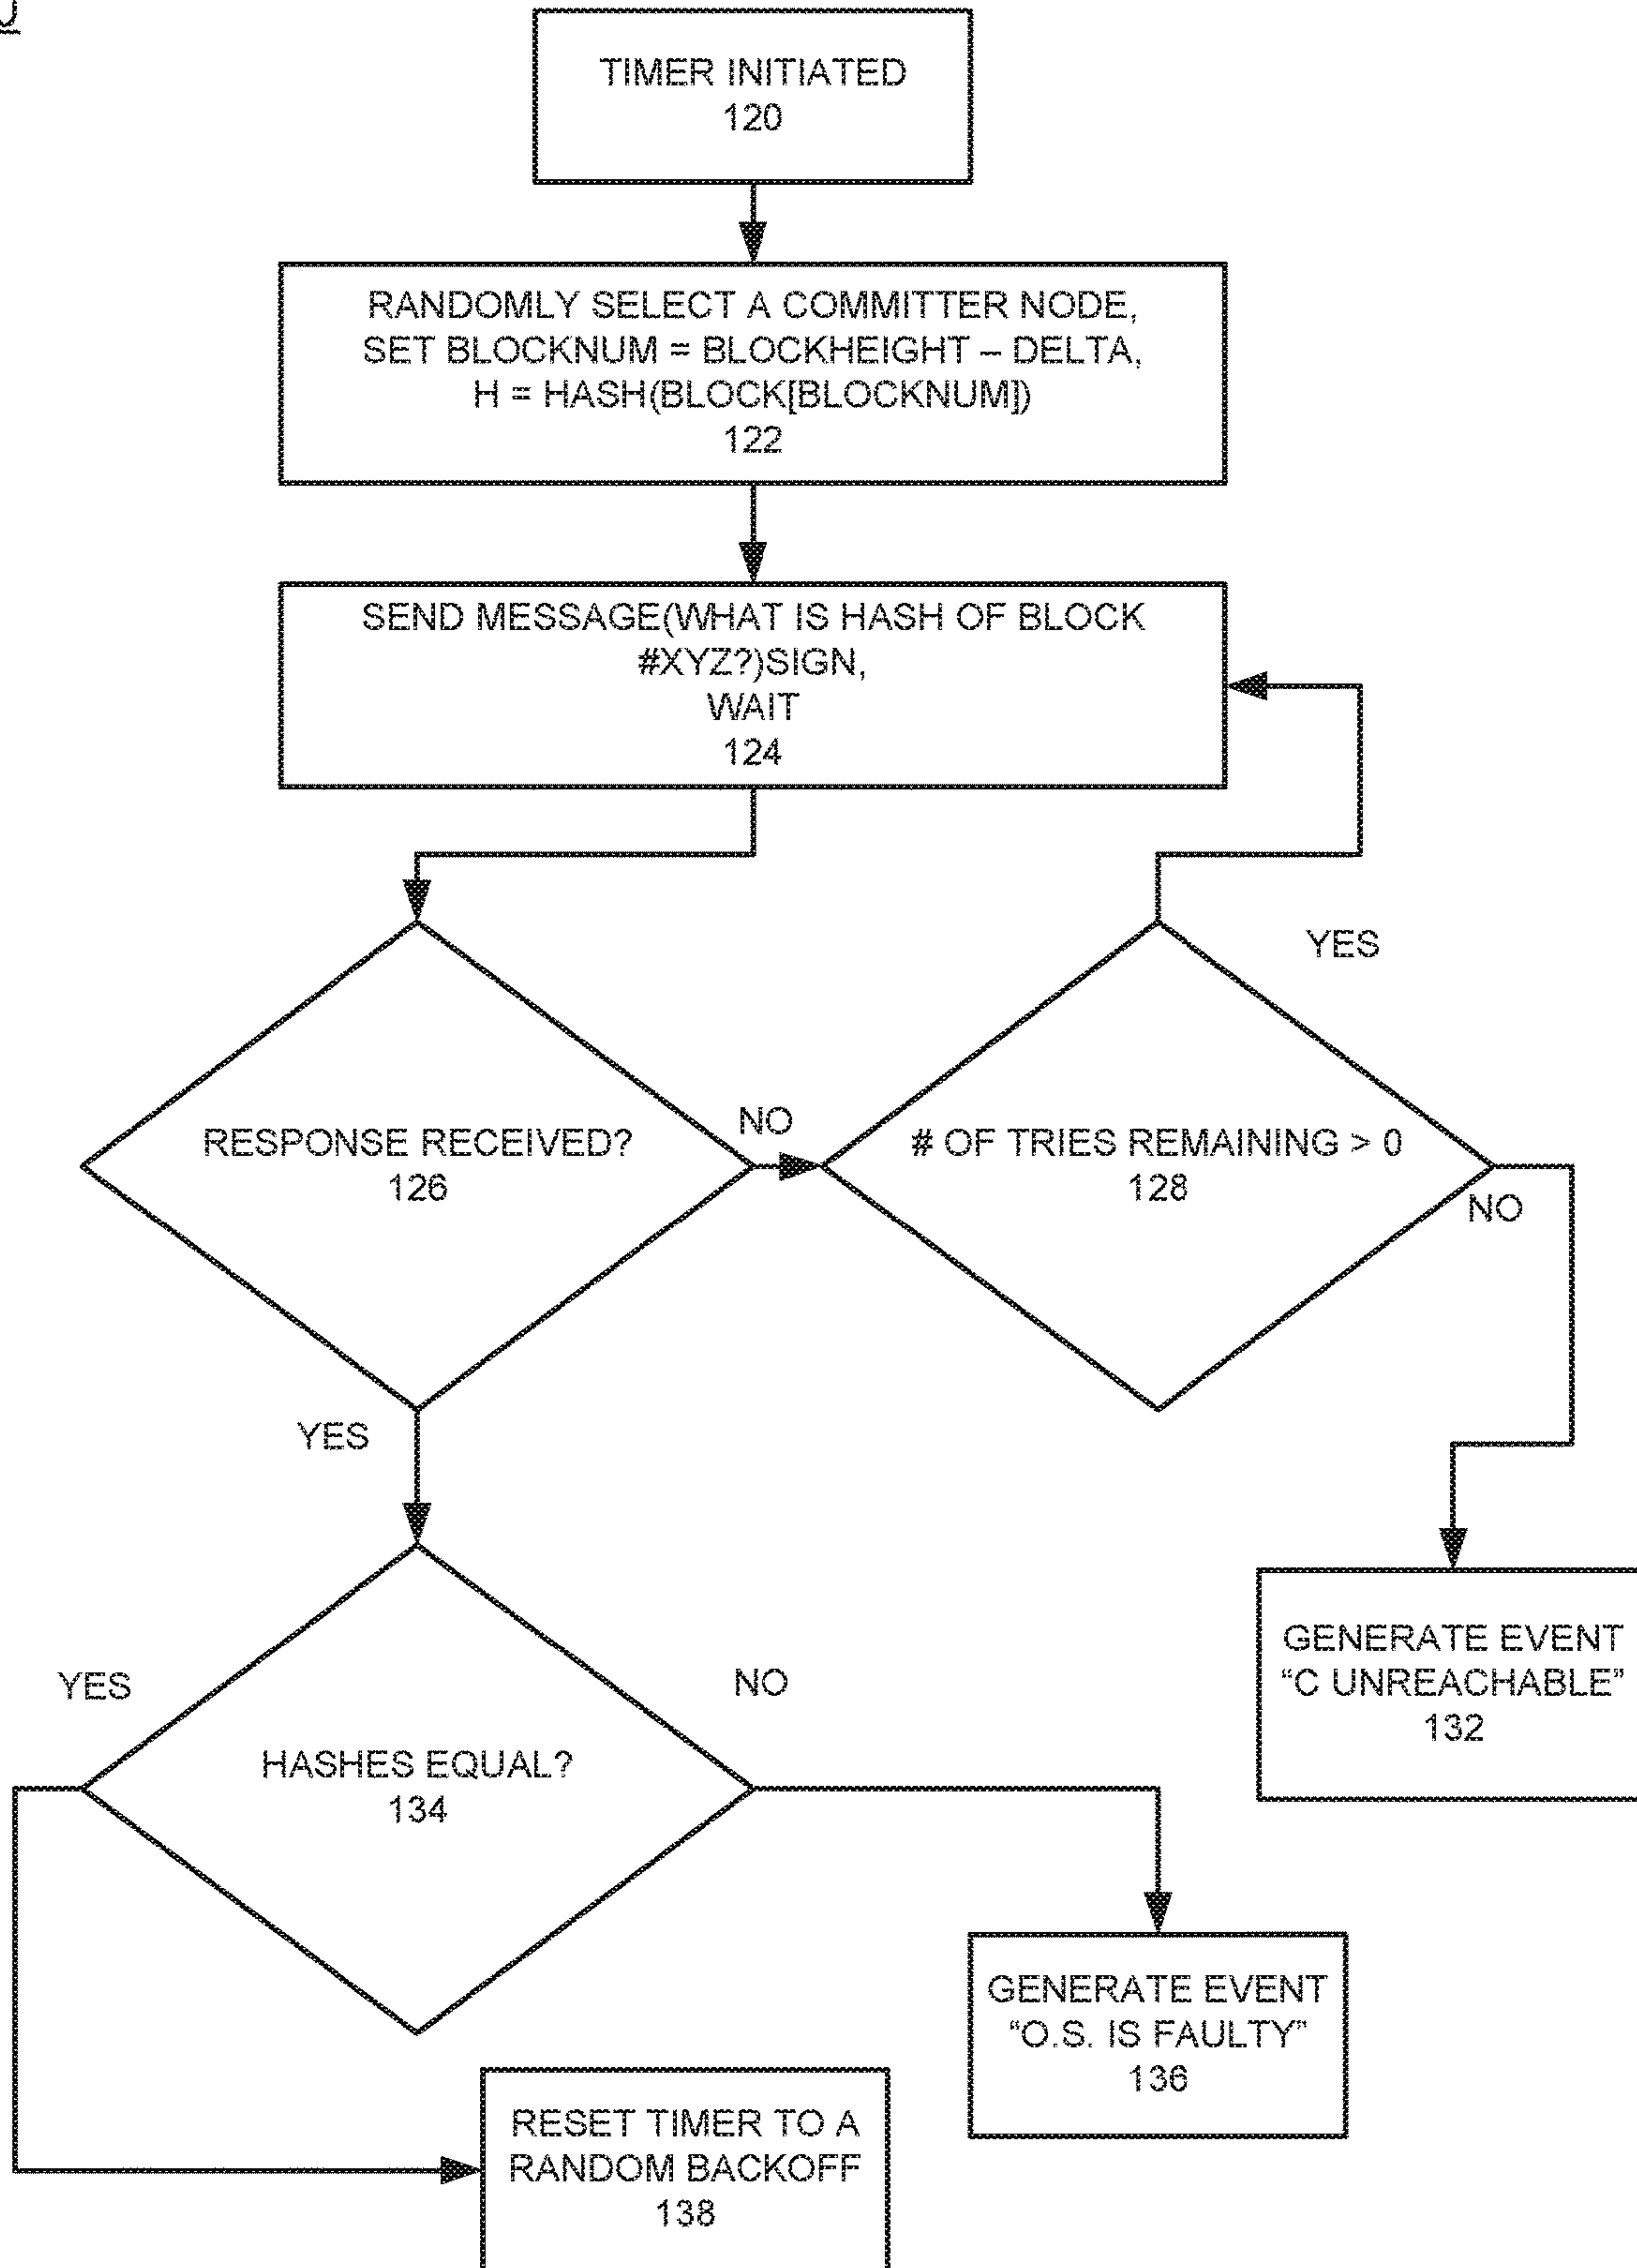 TIMER INITIATED
120
RANDOMLY SELECT A COMMITTER NODE,
SET BLOCKNUM = BLOCKHEIGHT – DELTA,
H = HASH(BLOCK[BLOCKNUM])
122
SEND MESSAGE(WHAT IS HASH OF BLOCK
#XYZ?)SIGN,
WAIT
124
YES
RESPONSE RECEIVED?
126
NO
# OF TRIES REMAINING > 0
128
NO
YES
GENERATE EVENT
“C UNREACHABLE”
132
YES
HASHES EQUAL?
134
NO
GENERATE EVENT
“O.S. IS FAULTY”
136
RESET TIMER TO A
RANDOM BACKOFF
138